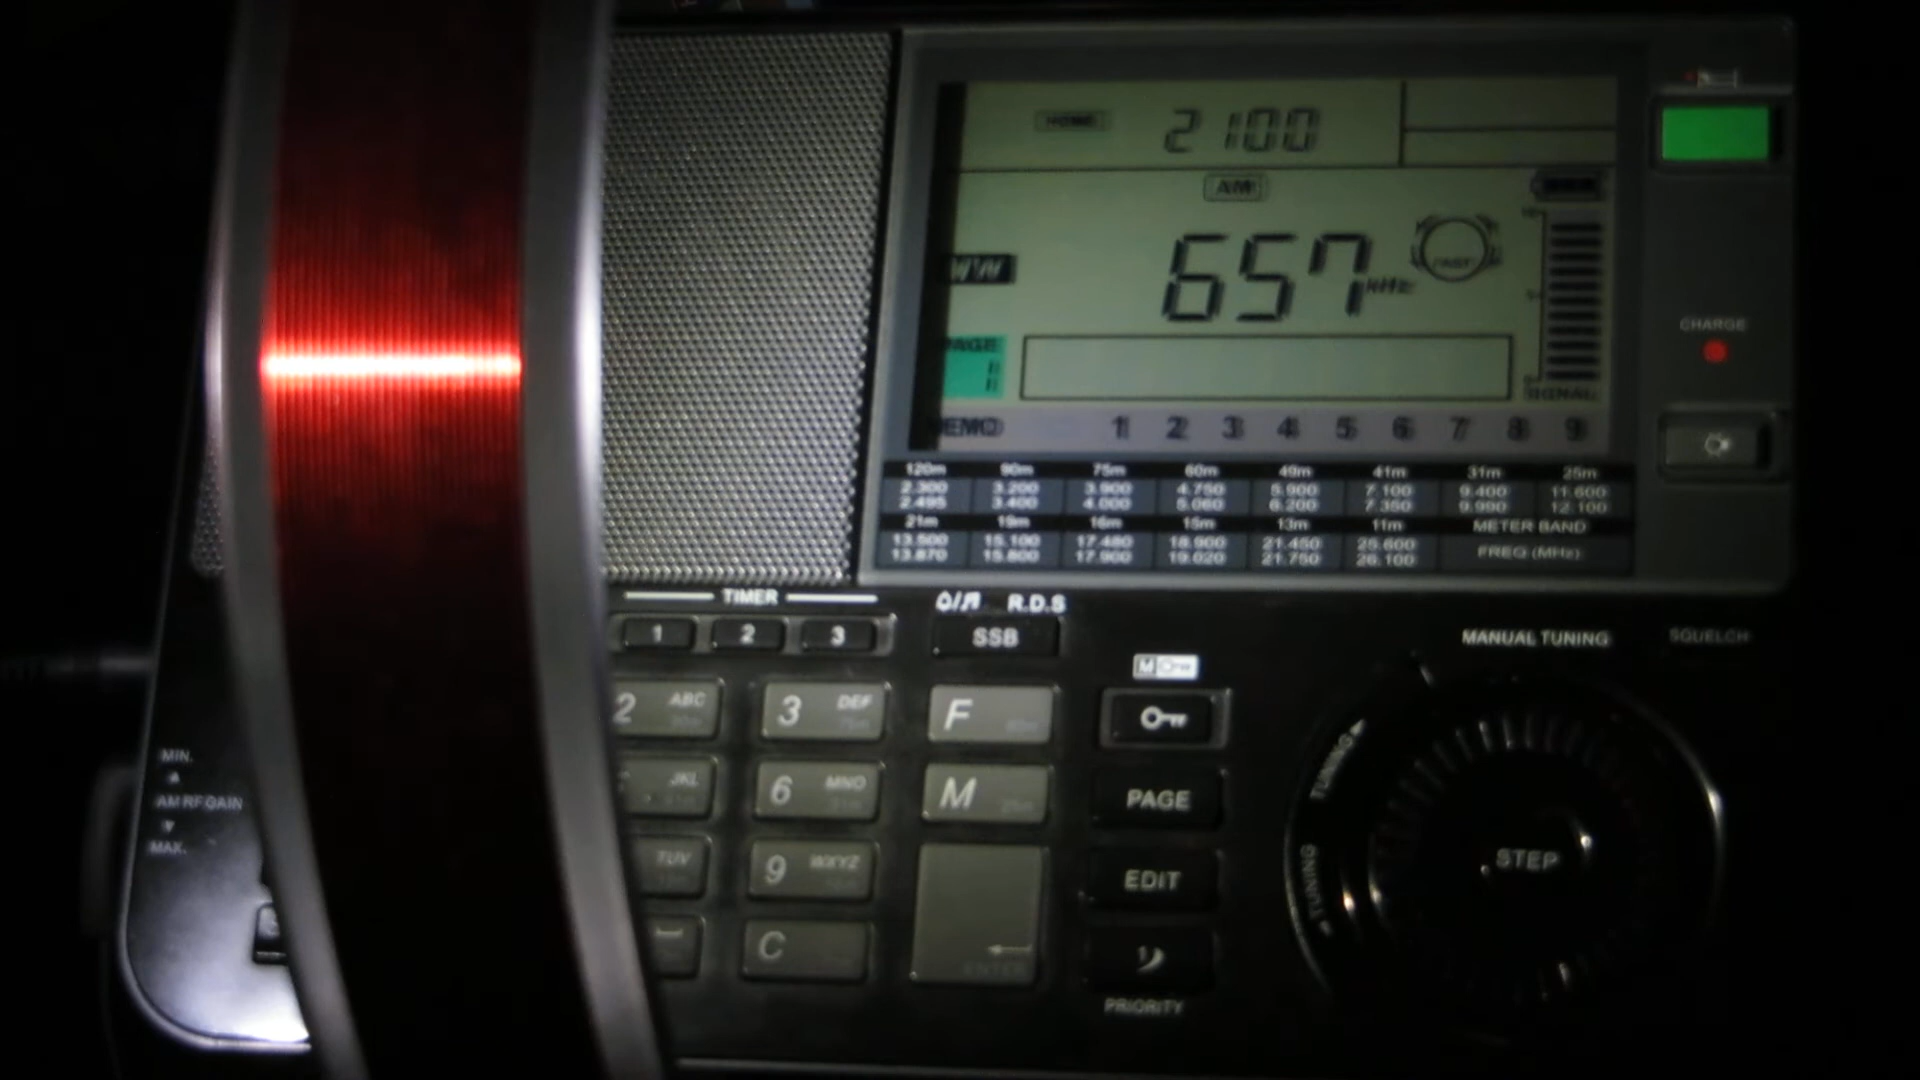 HOME 2100
AM
MW
657 kHz
FAST
PAGE
SIGNAL
MEMO 1 2 3 4 5 6 7 8 9
120m 90m 75m 60m 49m 41m 31m 25m
2.300 3.200 3.900 4.750 5.900 7.100 9.400 11.600
2.495 3.400 4.000 5.060 6.200 7.350 9.990 12.100
21m 19m 16m 15m 13m 11m METER BAND
13.500 15.100 17.480 18.900 21.450 25.600 FREQ (MHz)
13.870 15.800 17.900 19.020 21.750 26.100
CHARGE
TIMER
1 2 3
R.D.S
SSB
MANUAL TUNING
SQUELCH
M
2 ABC
3 DEF
F
JKL
6 MNO
M
TUV
9 WXYZ
C
ENTER
PAGE
EDIT
PRIORITY
TUNING
TUNING
STEP
MIN.
AM RF GAIN
MAX.